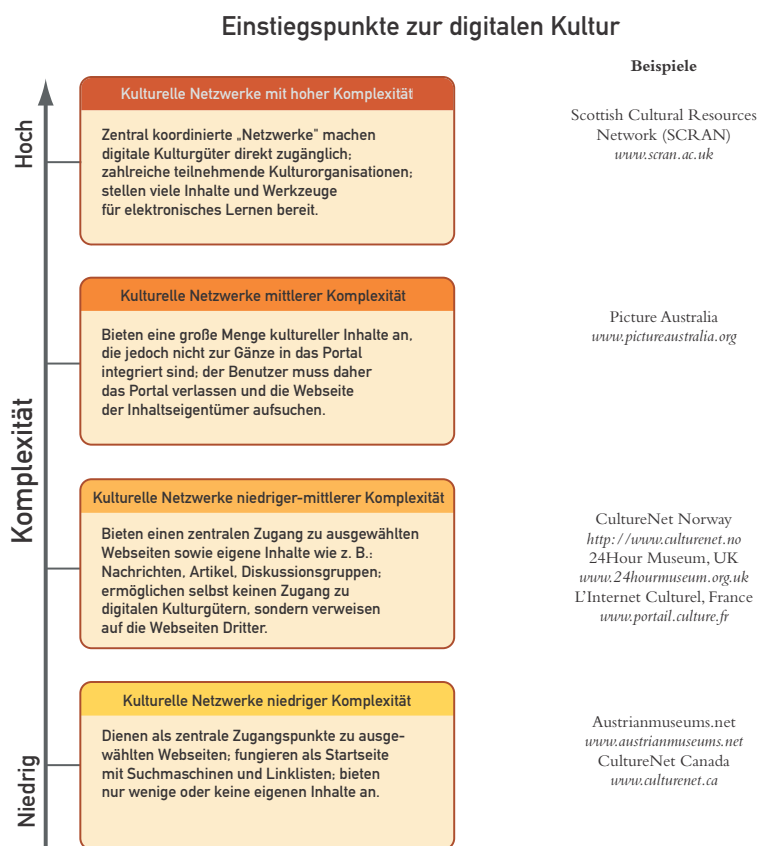 Einstiegspunkte zur digitalen Kultur
Beispiele
Hoch
Komplexität
Niedrig
Kulturelle Netzwerke mit hoher Komplexität
Zentral koordinierte „Netzwerke" machen
digitale Kulturgüter direkt zugänglich;
zahlreiche teilnehmende Kulturorganisationen;
stellen viele Inhalte und Werkzeuge
für elektronisches Lernen bereit.
Scottish Cultural Resources
Network (SCRAN)
www.scran.ac.uk
Kulturelle Netzwerke mittlerer Komplexität
Bieten eine große Menge kultureller Inhalte an,
die jedoch nicht zur Gänze in das Portal
integriert sind; der Benutzer muss daher
das Portal verlassen und die Webseite
der Inhaltseigentümer aufsuchen.
Picture Australia
www.pictureaustralia.org
Kulturelle Netzwerke niedriger-mittlerer Komplexität
Bieten einen zentralen Zugang zu ausgewählten
Webseiten sowie eigene Inhalte wie z. B.:
Nachrichten, Artikel, Diskussionsgruppen;
ermöglichen selbst keinen Zugang zu
digitalen Kulturgütern, sondern verweisen
auf die Webseiten Dritter.
CultureNet Norway
http://www.culturenet.no
24Hour Museum, UK
www.24hourmuseum.org.uk
L'Internet Culturel, France
www.portail.culture.fr
Kulturelle Netzwerke niedriger Komplexität
Dienen als zentrale Zugangspunkte zu ausge-
wählten Webseiten; fungieren als Startseite
mit Suchmaschinen und Linklisten; bieten
nur wenige oder keine eigenen Inhalte an.
Austrianmuseums.net
www.austrianmuseums.net
CultureNet Canada
www.culturenet.ca